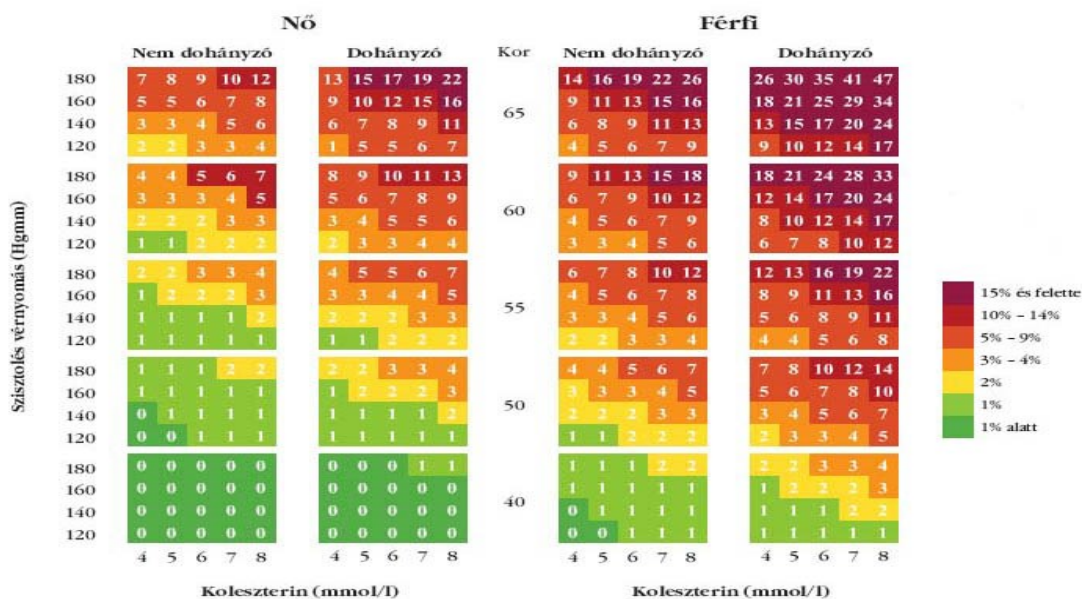 Nő Férfi
Nem dohányzó Dohányzó Kor Nem dohányzó Dohányzó
180 7 8 9 10 12 13 15 17 19 22 14 16 19 22 26 26 30 35 41 47
160 5 5 6 7 8 9 10 12 15 16 9 11 13 15 16 18 21 25 29 34
65
140 3 3 4 5 6 6 7 8 9 11 6 8 9 11 13 13 15 17 20 24
120 2 2 3 3 4 1 5 5 6 7 4 5 6 7 9 9 10 12 14 17
180 4 4 5 6 7 8 9 10 11 13 9 11 13 15 18 18 21 24 28 33
160 3 3 3 4 5 5 6 7 8 9 6 7 9 10 12 12 14 17 20 24
60
140 2 2 2 3 3 3 4 5 5 6 4 5 6 7 9 8 10 12 14 17
120 1 1 2 2 2 2 3 3 4 4 3 3 4 5 6 6 7 8 10 12
180 2 2 3 3 4 4 5 5 6 7 6 7 8 10 12 12 13 16 19 22
160 1 2 2 2 3 3 3 4 4 5 4 5 6 7 8 8 9 11 13 16
55
140 1 1 1 1 2 2 2 2 3 3 3 3 4 5 6 5 6 8 9 11
120 1 1 1 1 1 1 1 2 2 2 2 2 3 3 4 4 4 5 6 8
180 1 1 1 2 2 2 2 3 3 4 4 4 5 6 7 7 8 10 12 14
160 1 1 1 1 1 1 2 2 2 3 3 3 3 4 5 5 6 7 8 10
50
140 0 1 1 1 1 1 1 1 1 2 2 2 2 3 3 3 4 5 6 7
120 0 0 1 1 1 1 1 1 1 1 1 1 2 2 2 2 3 3 4 5
180 0 0 0 0 0 0 0 0 1 1 1 1 1 2 2 2 2 3 3 4
160 0 0 0 0 0 0 0 0 0 0 1 1 1 1 1 1 2 2 2 3
40
140 0 0 0 0 0 0 0 0 0 0 0 1 1 1 1 1 1 1 2 2
120 0 0 0 0 0 0 0 0 0 0 0 0 1 1 1 1 1 1 1 1
4 5 6 7 8 4 5 6 7 8 4 5 6 7 8 4 5 6 7 8
Koleszterin (mmol/l) Koleszterin (mmol/l)
Szisztolés vérnyomás (Hgmm)
15% és felette
10% – 14%
5% – 9%
3% – 4%
2%
1%
1% alatt